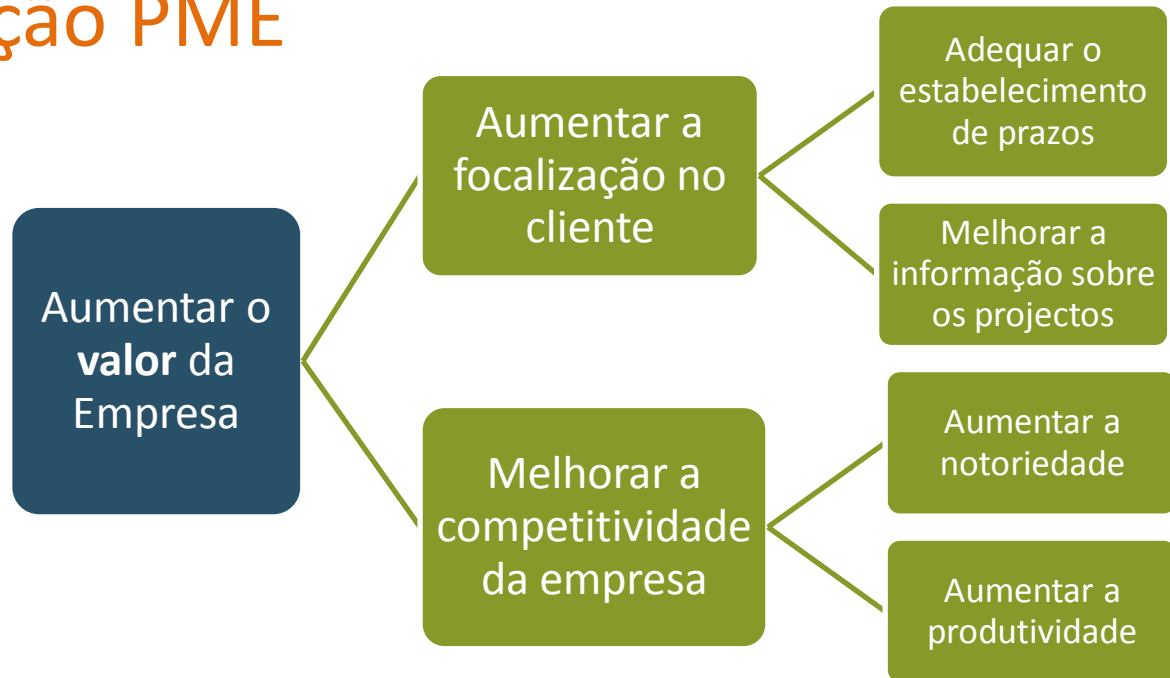 ção PME
Aumentar o
valor da
Empresa
Aumentar a
focalização no
cliente
Adequar o
estabelecimento
de prazos
Melhorar a
informação sobre
os projectos
Melhorar a
competitividade
da empresa
Aumentar a
notoriedade
Aumentar a
produtividade